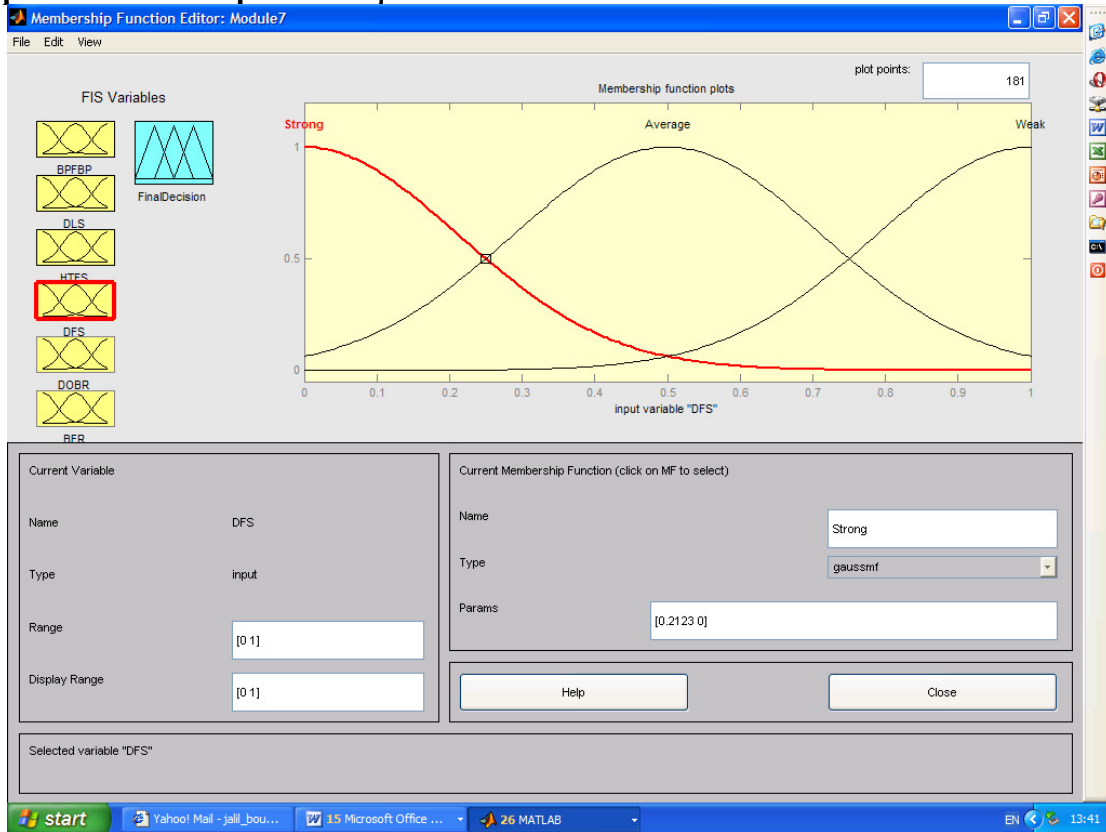 Membership Function Editor: Module7
File Edit View
plot points:
181
FIS Variables
Membership function plots
Strong
Average
Weak
1
0.5
0
0 0.1 0.2 0.3 0.4 0.5 0.6 0.7 0.8 0.9 1
input variable "DFS"
BPFBP
FinalDecision
DLS
HTFS
DFS
DOBR
BFR
Current Variable
Name DFS
Type input
Range [0 1]
Display Range [0 1]
Current Membership Function (click on MF to select)
Name Strong
Type gaussmf
Params [0.2123 0]
Help
Close
Selected variable "DFS"
start
Yahoo! Mail - jalil_bou...
15 Microsoft Office ...
26 MATLAB
EN
13:41